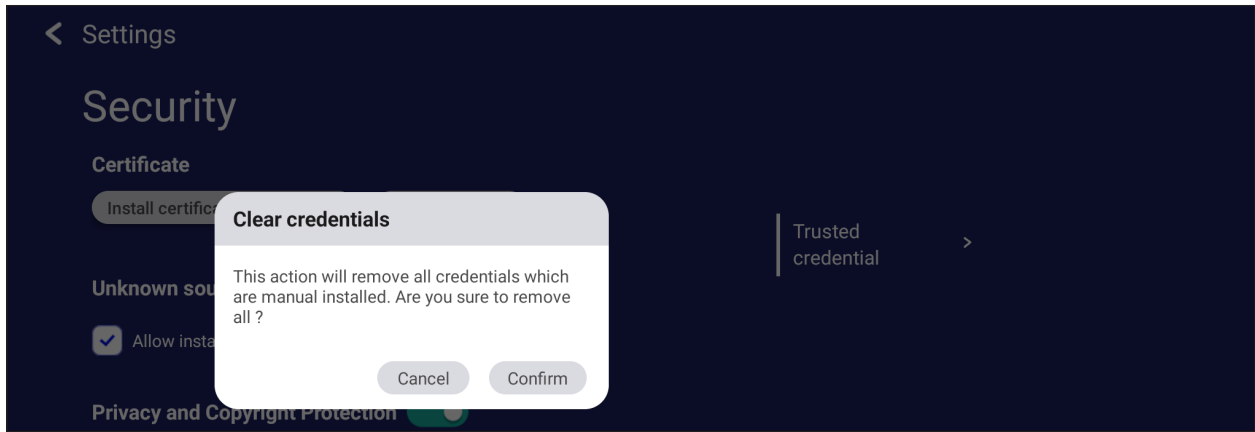 Settings
Security
Certificate
Install certifica
Clear credentials
This action will remove all credentials which
are manual installed. Are you sure to remove
all ?
Cancel
Confirm
Trusted
credential
Unknown sou
Allow insta
Privacy and Copyright Protection